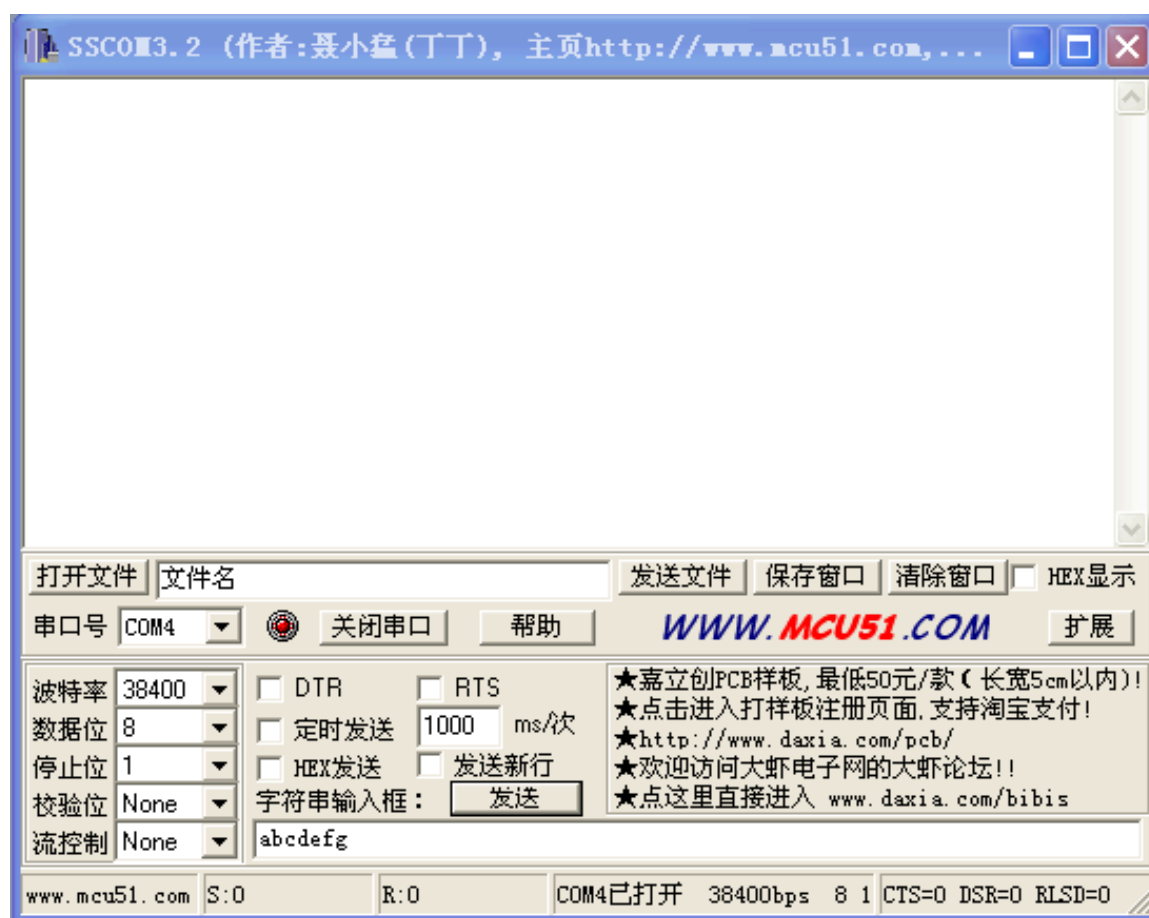 SSCOM3.2 (作者:聂小猛(丁丁), 主页http://www.mcu51.com,...
打开文件 文件名 发送文件 保存窗口 清除窗口 HEX显示
串口号 COM4 关闭串口 帮助 WWW.MCU51.COM 扩展
波特率 38400 DTR RTS ★嘉立创PCB样板,最低50元/款(长宽5cm以内)!
数据位 8 定时发送 1000 ms/次 ★点击进入打样板注册页面,支持淘宝支付!
★http://www.daxia.com/pcb/
停止位 1 HEX发送 发送新行 ★欢迎访问大虾电子网的大虾论坛!!
校验位 None 字符串输入框: 发送 ★点这里直接进入 www.daxia.com/bibis
流控制 None abcdefg
www.mcu51.com S:0 R:0 COM4已打开 38400bps 8 1 CTS=0 DSR=0 RLSD=0